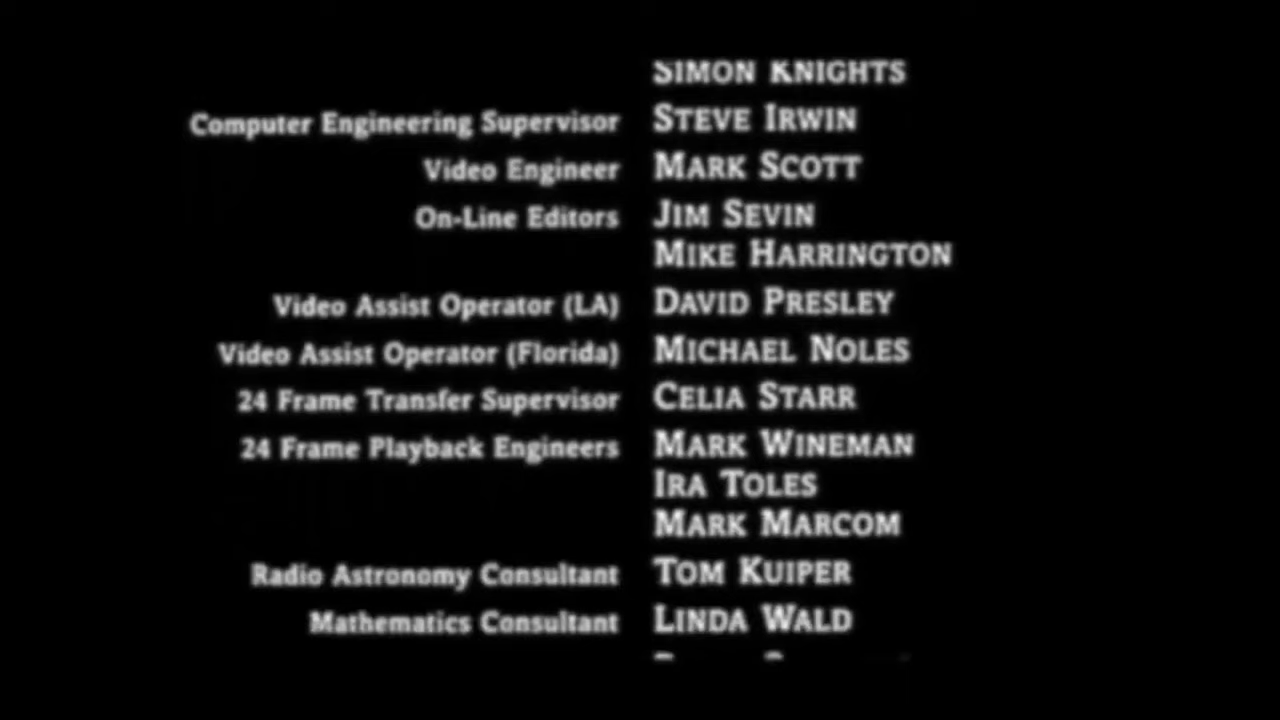 SIMON KNIGHTS
Computer Engineering Supervisor STEVE IRWIN
Video Engineer MARK SCOTT
On-Line Editors JIM SEVIN
MIKE HARRINGTON
Video Assist Operator (LA) DAVID PRESLEY
Video Assist Operator (Florida) MICHAEL NOLES
24 Frame Transfer Supervisor CELIA STARR
24 Frame Playback Engineers MARK WINEMAN
IRA TOLES
MARK MARCOM
Radio Astronomy Consultant TOM KUIPER
Mathematics Consultant LINDA WALD